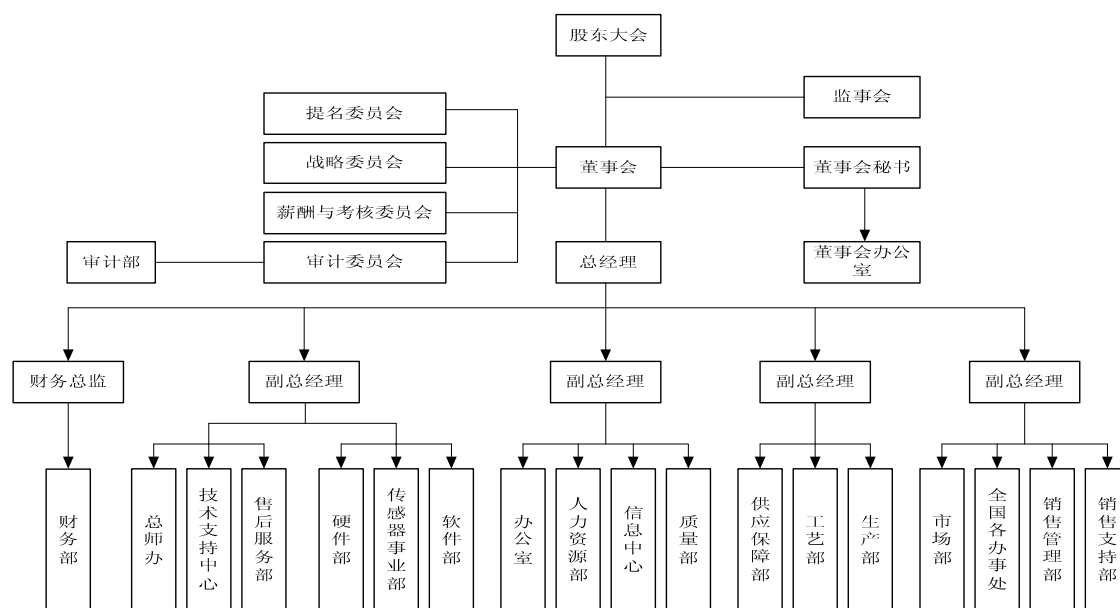 股东大会
监事会
提名委员会
战略委员会
董事会
董事会秘书
薪酬与考核委员会
审计部
审计委员会
总经理
董事会办公
室
财务总监
副总经理
副总经理
副总经理
副总经理
财务部
总师办
技术支持中心
售后服务部
硬件部
传感器事业部
软件部
办公室
人力资源部
信息中心
质量部
供应保障部
工艺部
生产部
市场部
全国各办事处
销售管理部
销售支持部